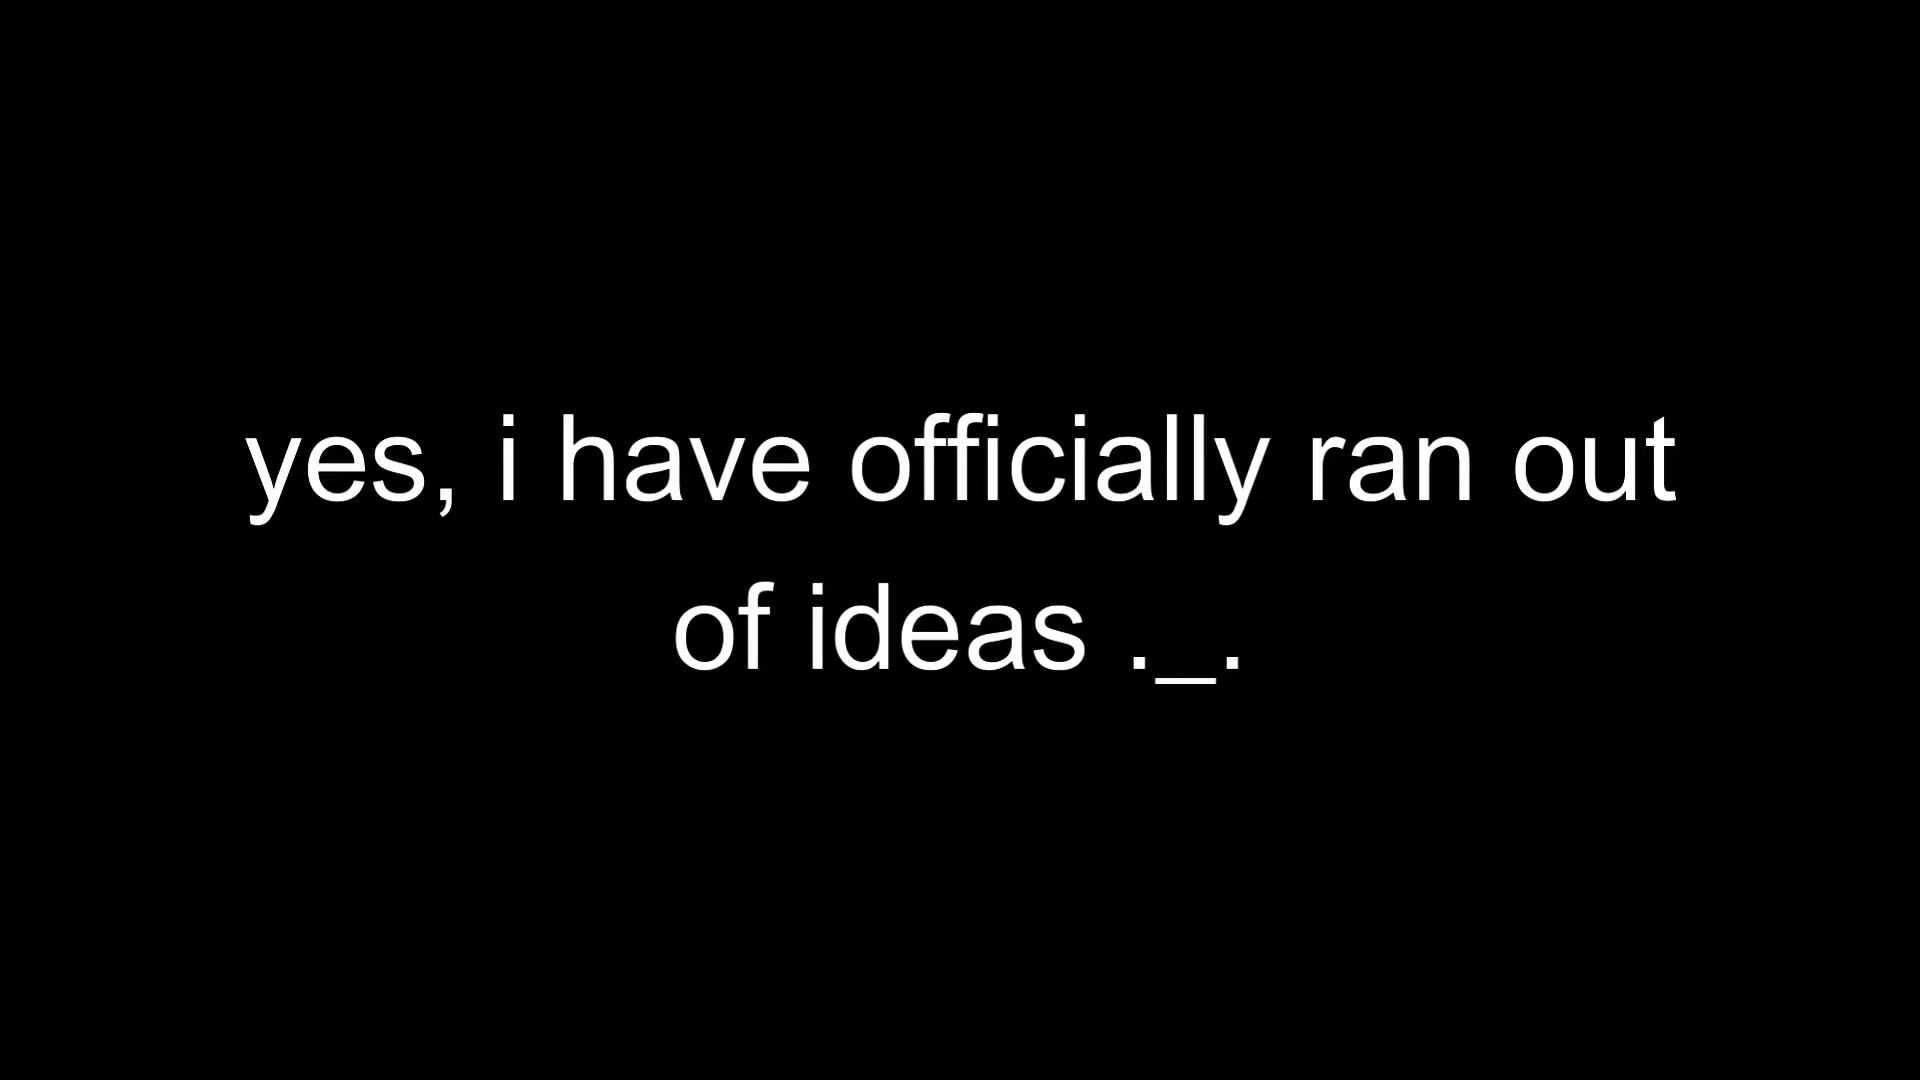 yes, i have officially ran out
of ideas ._.